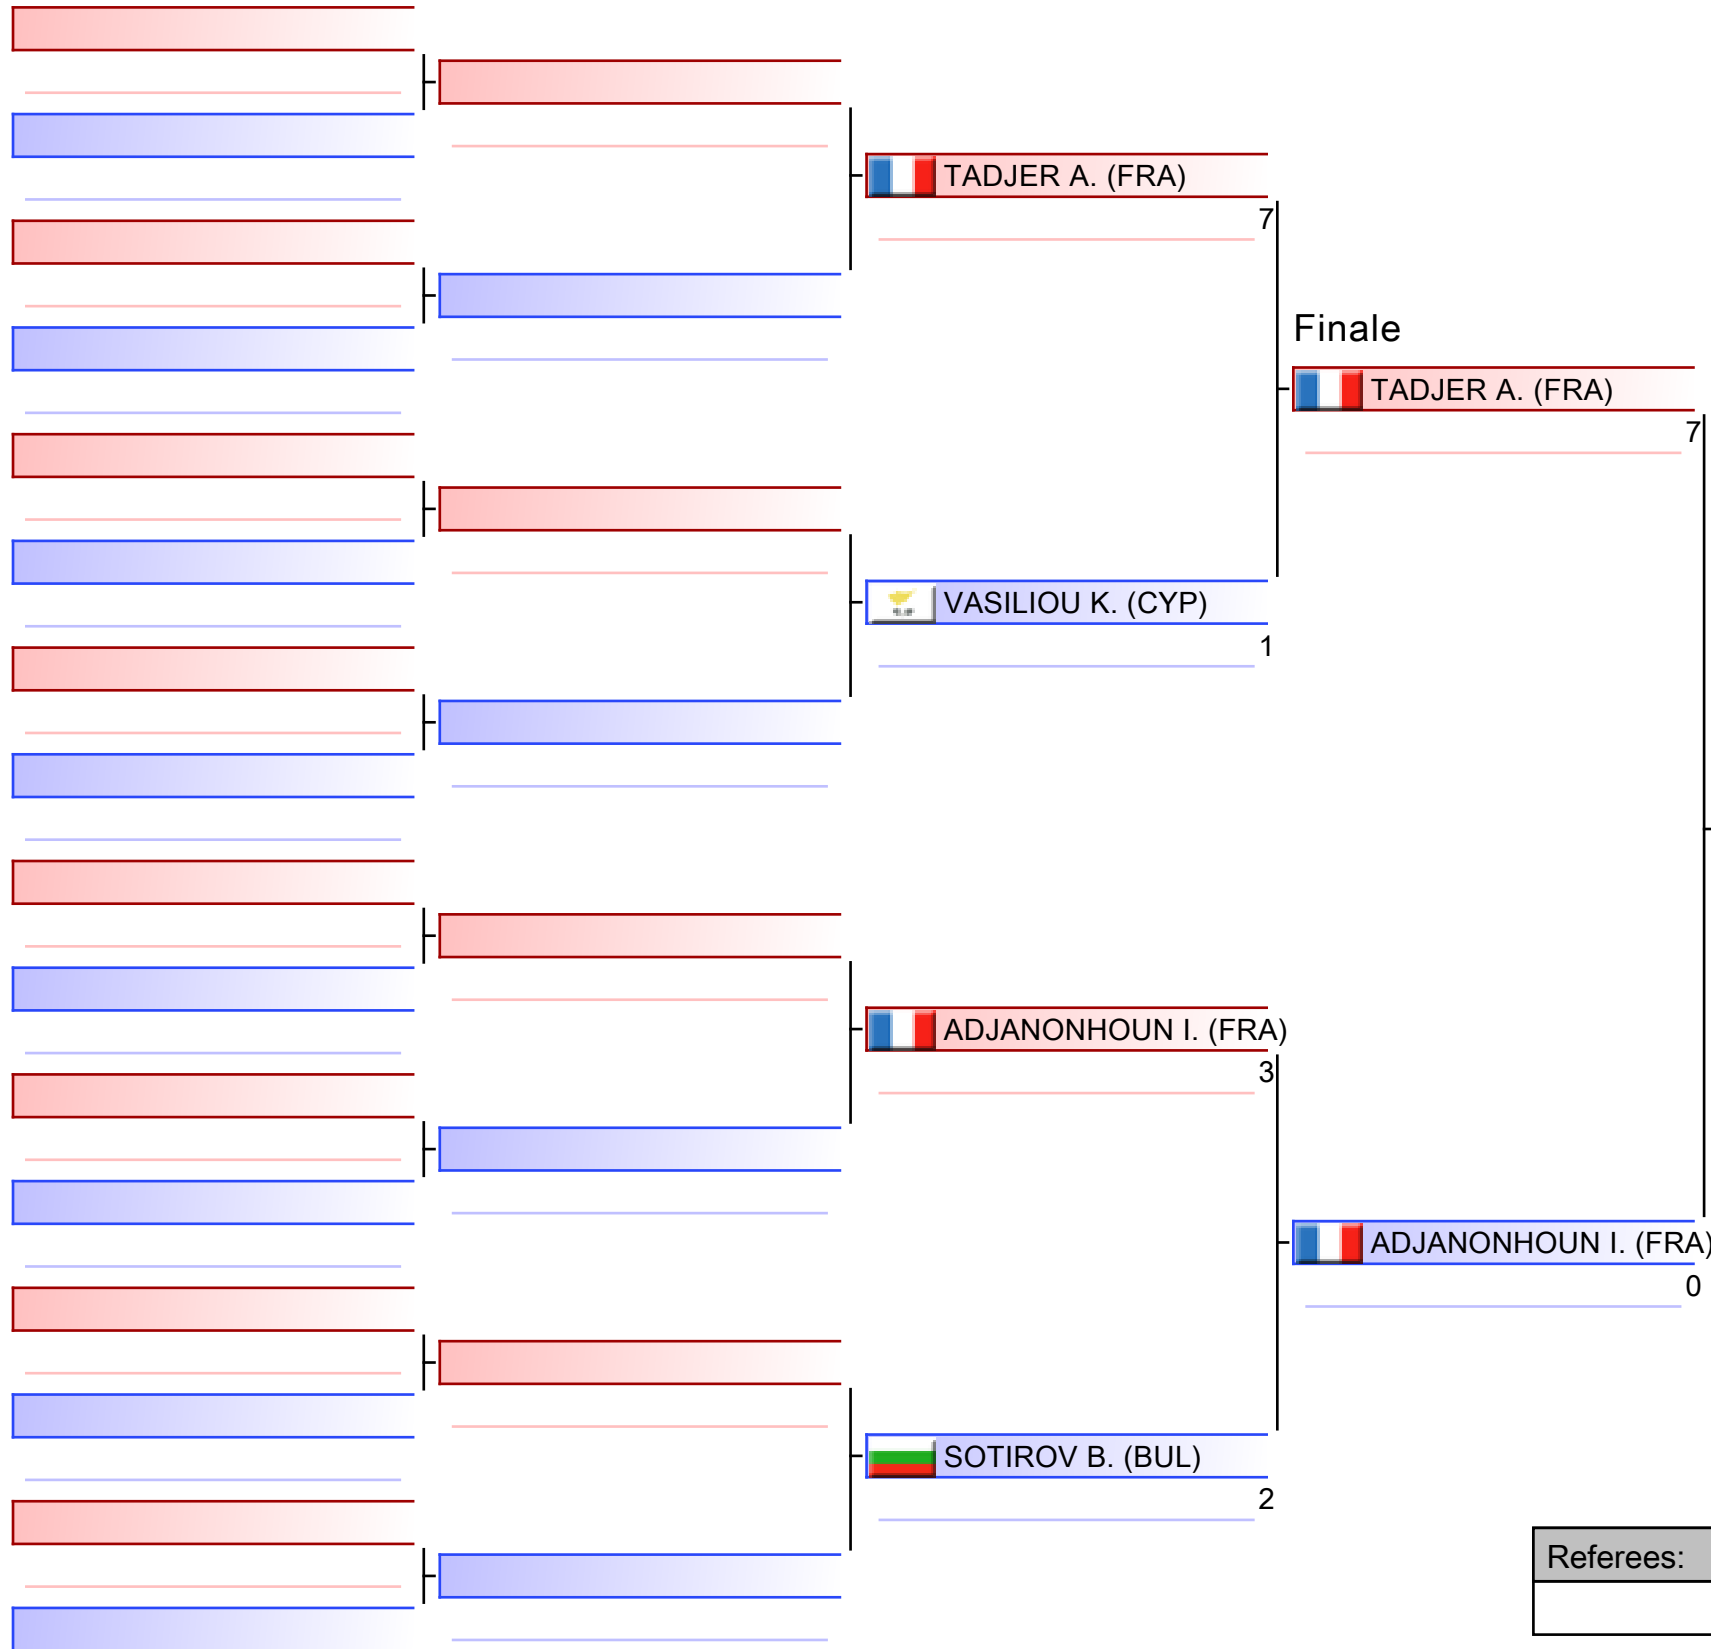 TADJER A. (FRA)
7
Finale
TADJER A. (FRA)
7
VASILIOU K. (CYP)
1
ADJANONHOUN I. (FRA)
3
ADJANONHOUN I. (FRA)
0
SOTIROV B. (BUL)
2
Referees: